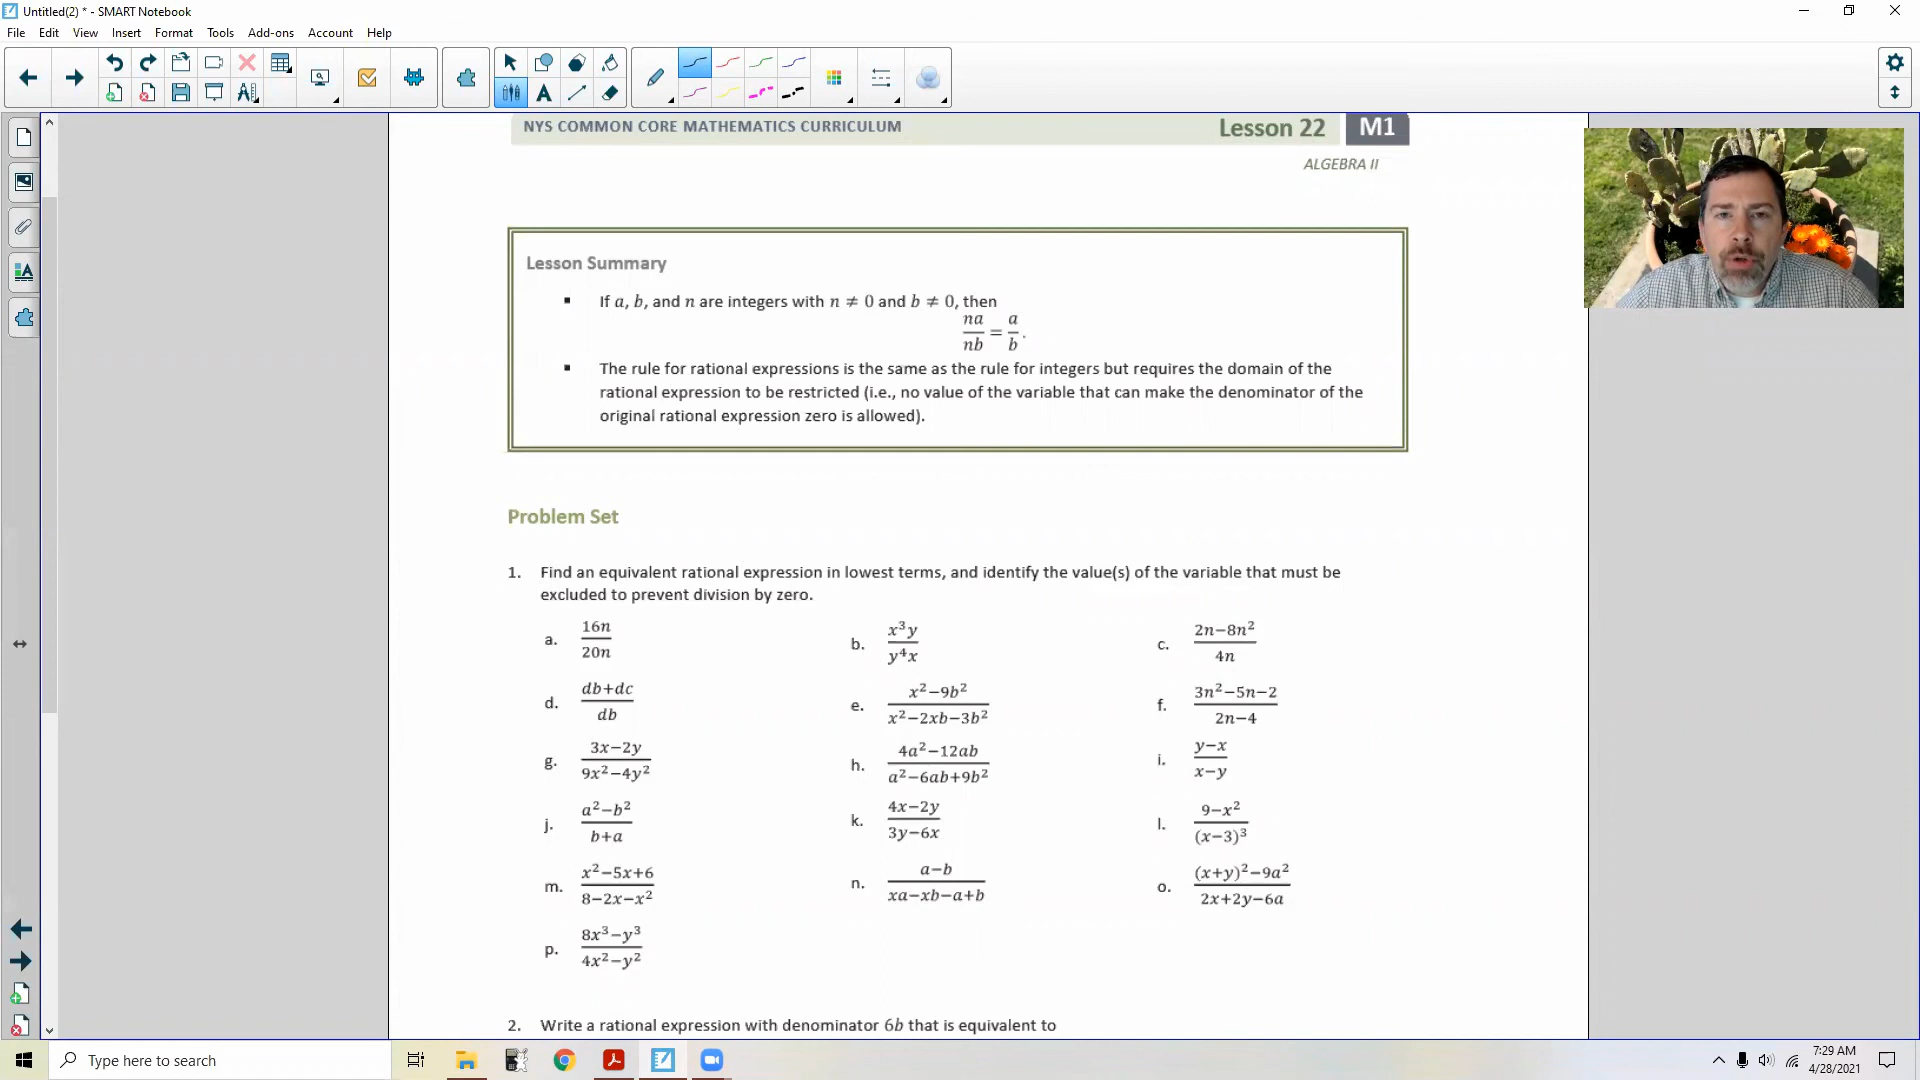 Untitled(2) * - SMART Notebook
File Edit View Insert Format Tools Add-ons Account Help
NYS COMMON CORE MATHEMATICS CURRICULUM Lesson 22 M1
ALGEBRA II
Lesson Summary
▪ If a, b, and n are integers with n ≠ 0 and b ≠ 0, then
na/nb = a/b.
▪ The rule for rational expressions is the same as the rule for integers but requires the domain of the
rational expression to be restricted (i.e., no value of the variable that can make the denominator of the
original rational expression zero is allowed).
Problem Set
1. Find an equivalent rational expression in lowest terms, and identify the value(s) of the variable that must be
excluded to prevent division by zero.
a. 16n/20n b. x³y/y⁴x c. (2n−8n²)/4n
d. (db+dc)/db e. (x²−9b²)/(x²−2xb−3b²) f. (3n²−5n−2)/(2n−4)
g. (3x−2y)/(9x²−4y²) h. (4a²−12ab)/(a²−6ab+9b²) i. (y−x)/(x−y)
j. (a²−b²)/(b+a) k. (4x−2y)/(3y−6x) l. (9−x²)/(x−3)³
m. (x²−5x+6)/(8−2x−x²) n. (a−b)/(xa−xb−a+b) o. ((x+y)²−9a²)/(2x+2y−6a)
p. (8x³−y³)/(4x²−y²)
2. Write a rational expression with denominator 6b that is equivalent to
Type here to search
7:29 AM
4/28/2021